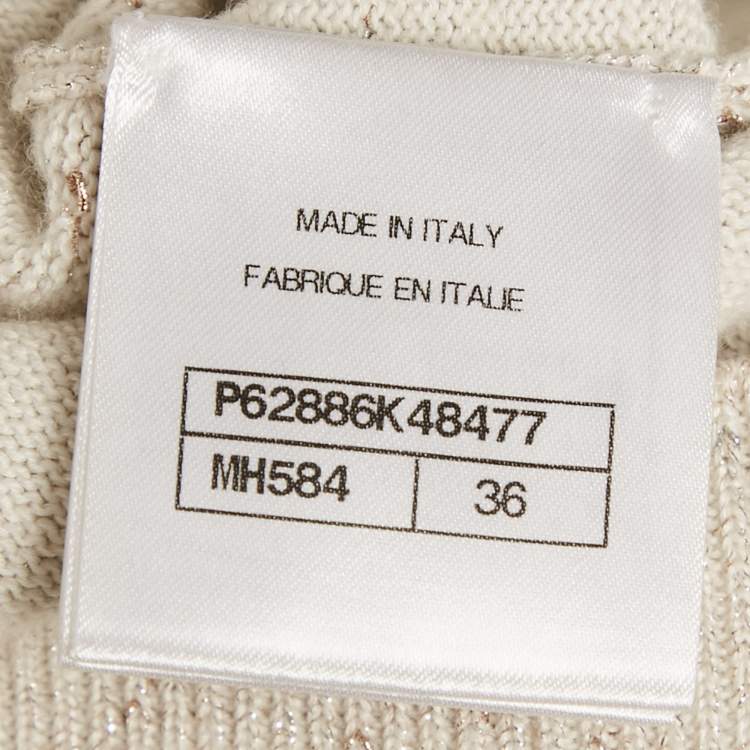 MADE IN ITALY
FABRIQUE EN ITALIE
P62886K48477
MH584 36